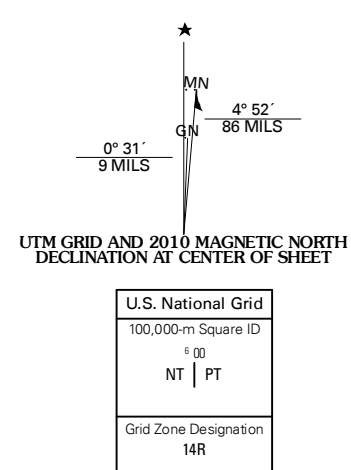 ★
MN
GN
4° 52´
86 MILS
0° 31´
9 MILS
UTM GRID AND 2010 MAGNETIC NORTH
DECLINATION AT CENTER OF SHEET
U.S. National Grid
100,000-m Square ID
6 00
NT | PT
Grid Zone Designation
14R